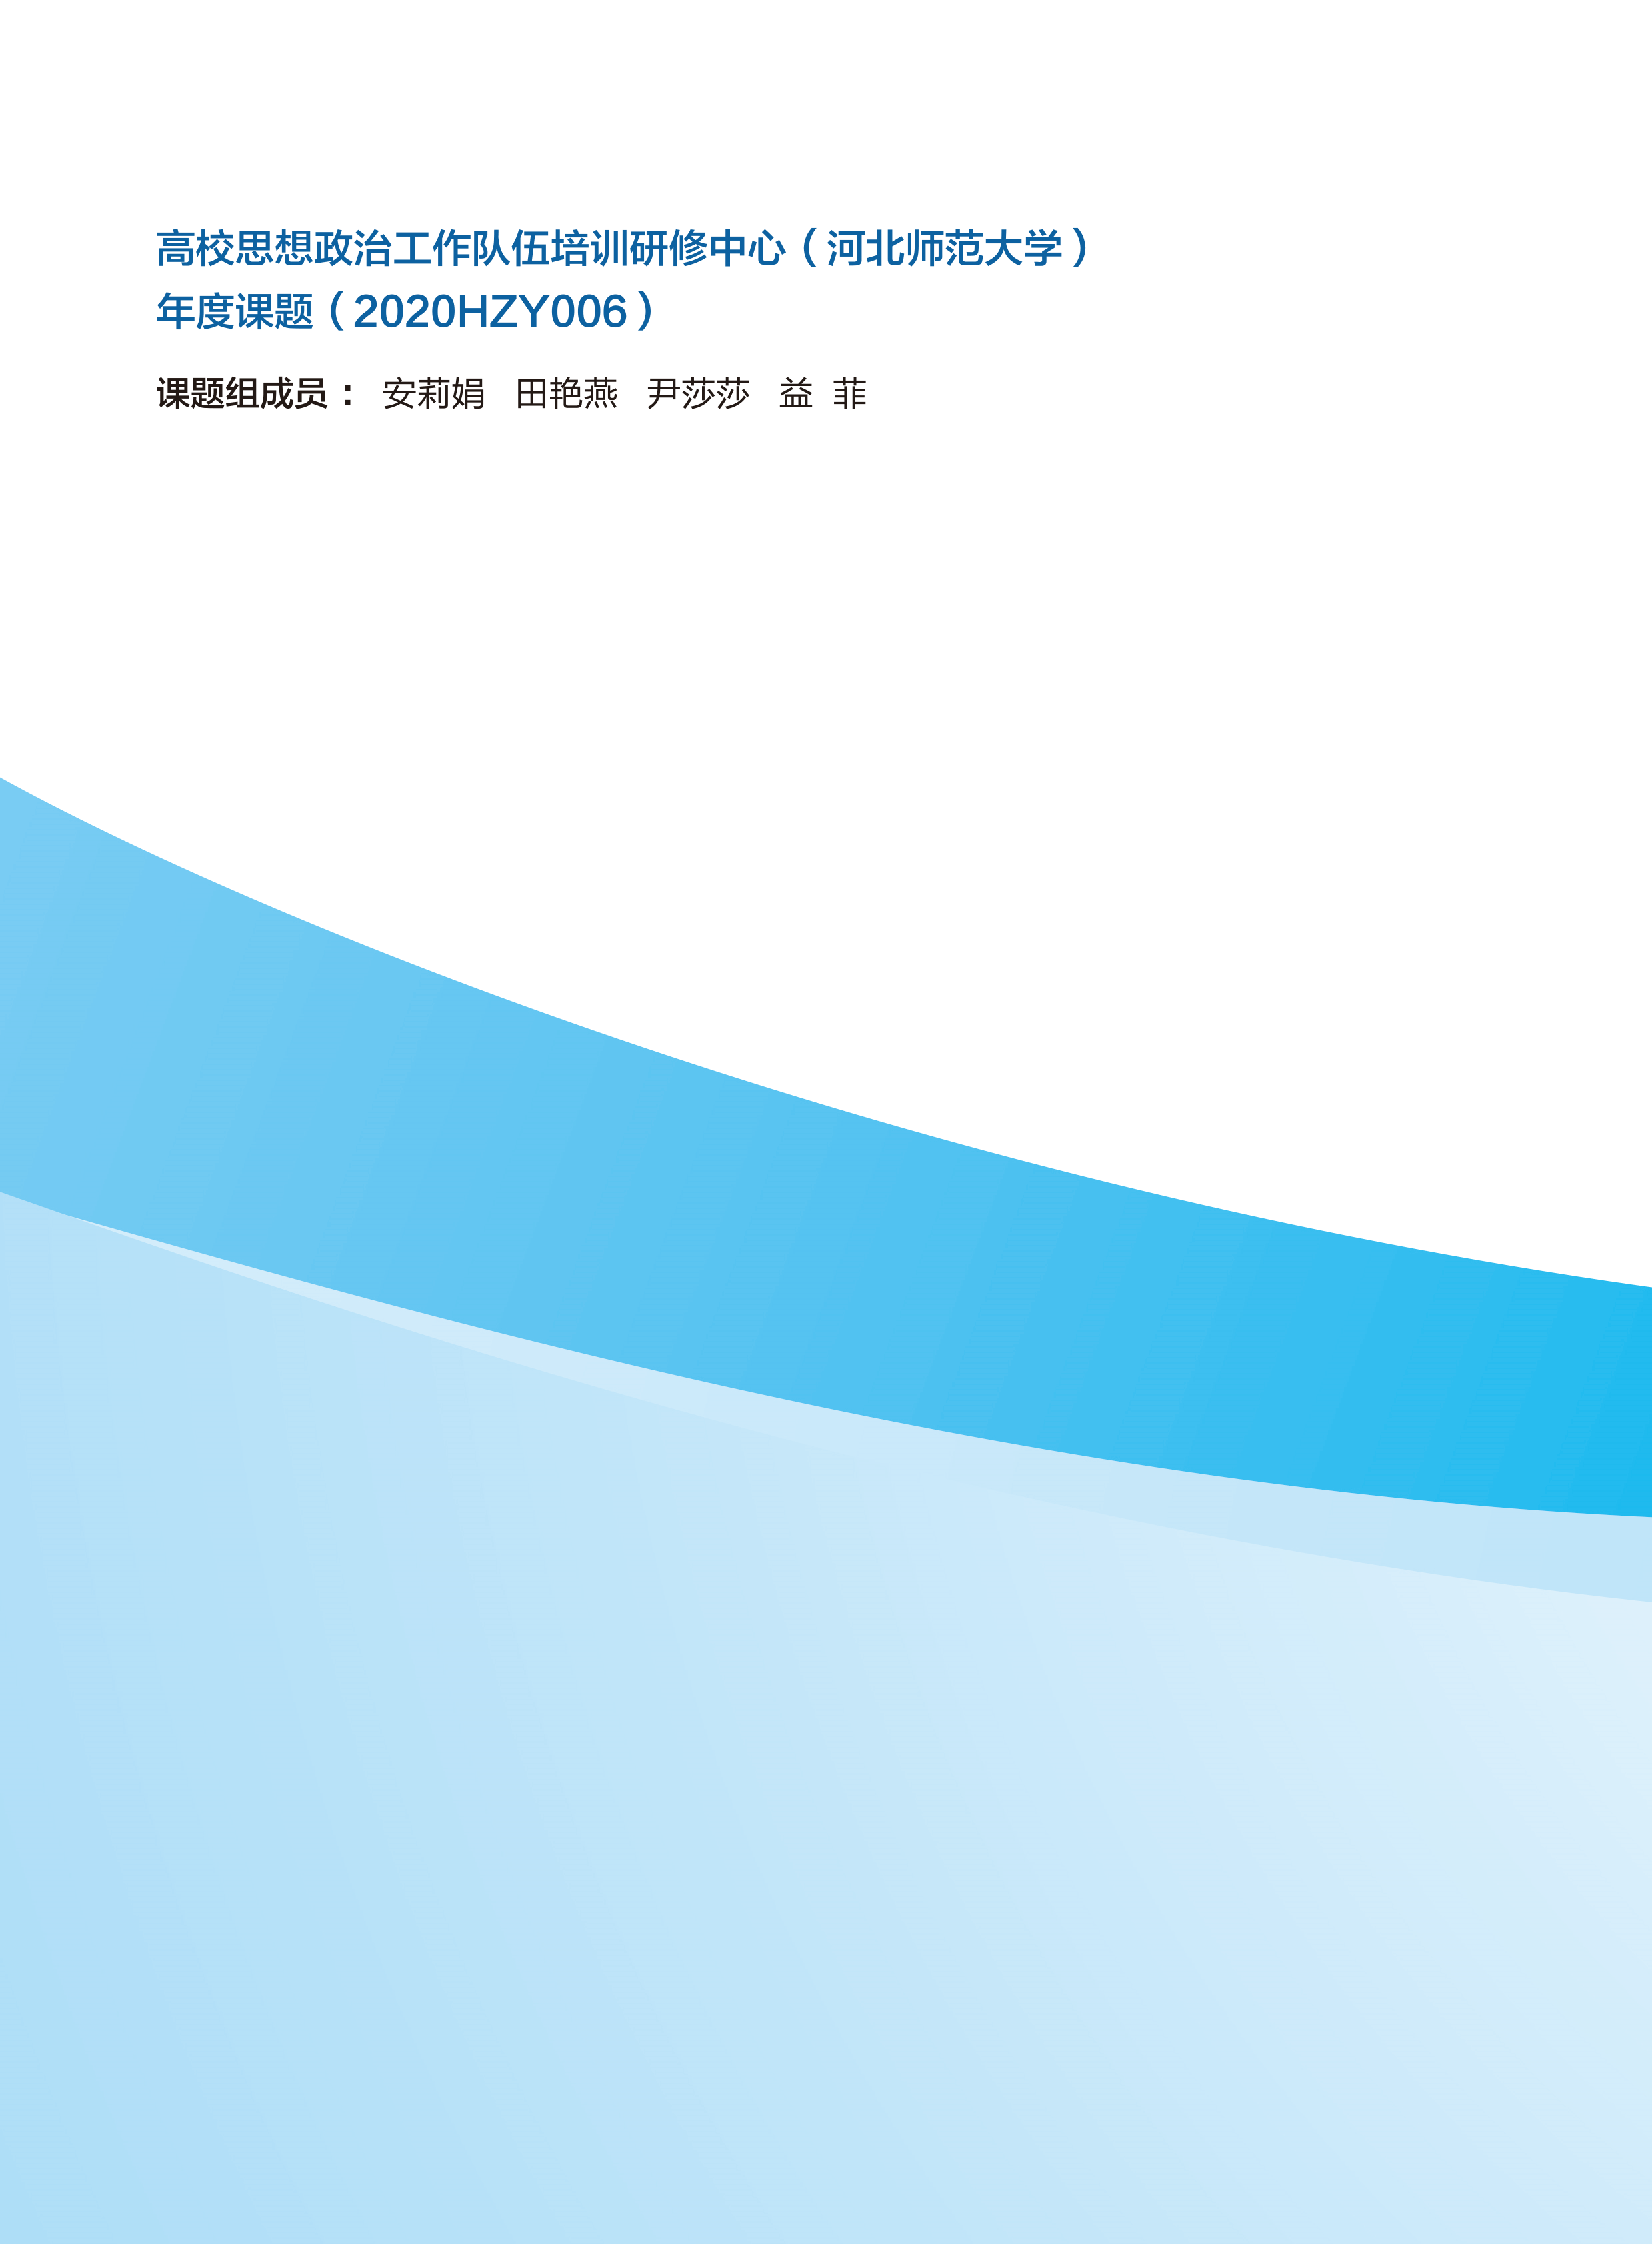 高校思想政治工作队伍培训研修中心（河北师范大学）
年度课题（2020HZY006）
课题组成员： 安莉娟 田艳燕 尹莎莎 益 菲